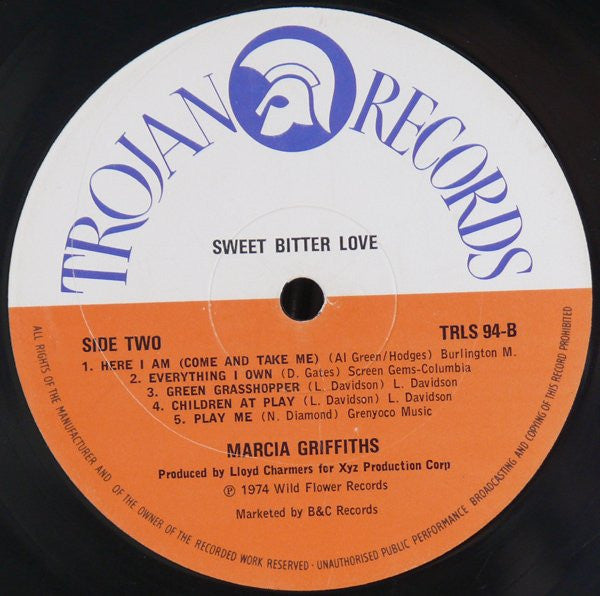 TROJAN RECORDS
SWEET BITTER LOVE
SIDE TWO
TRLS 94-B
1. HERE I AM (COME AND TAKE ME) (Al Green/Hodges) Burlington M.
2. EVERYTHING I OWN (D. Gates) Screen Gems-Columbia
3. GREEN GRASSHOPPER (L. Davidson) L. Davidson
4. CHILDREN AT PLAY (L. Davidson) L. Davidson
5. PLAY ME (N. Diamond) Grenyoco Music
MARCIA GRIFFITHS
Produced by Lloyd Charmers for Xyz Production Corp
℗ 1974 Wild Flower Records
Marketed by B&C Records
ALL RIGHTS OF THE MANUFACTURER AND OF THE OWNER OF THE RECORDED WORK RESERVED - UNAUTHORISED PUBLIC PERFORMANCE BROADCASTING AND COPYING OF THIS RECORD PROHIBITED